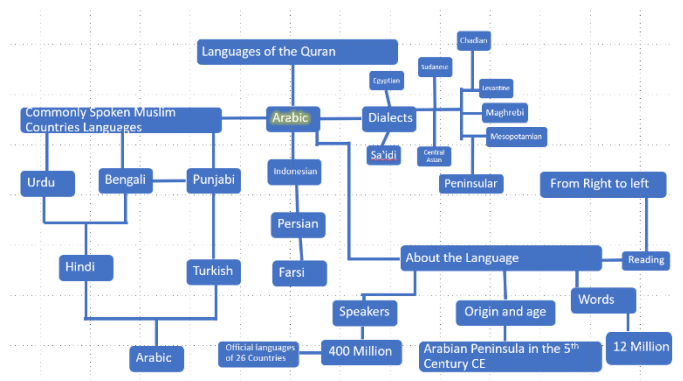 Languages of the Quran
Chadian
Sudanese
Egyptian
Levantine
Commonly Spoken Muslim
Countries Languages
Arabic
Dialects
Maghrebi
Mesopotamian
Sa'idi
Central
Asian
Urdu
Bengali
Punjabi
Indonesian
Peninsular
From Right to left
Persian
Hindi
Turkish
Farsi
About the Language
Reading
Speakers
Origin and age
Words
Arabic
Official languages
of 26 Countries
400 Million
Arabian Peninsula in the 5th
Century CE
12 Million